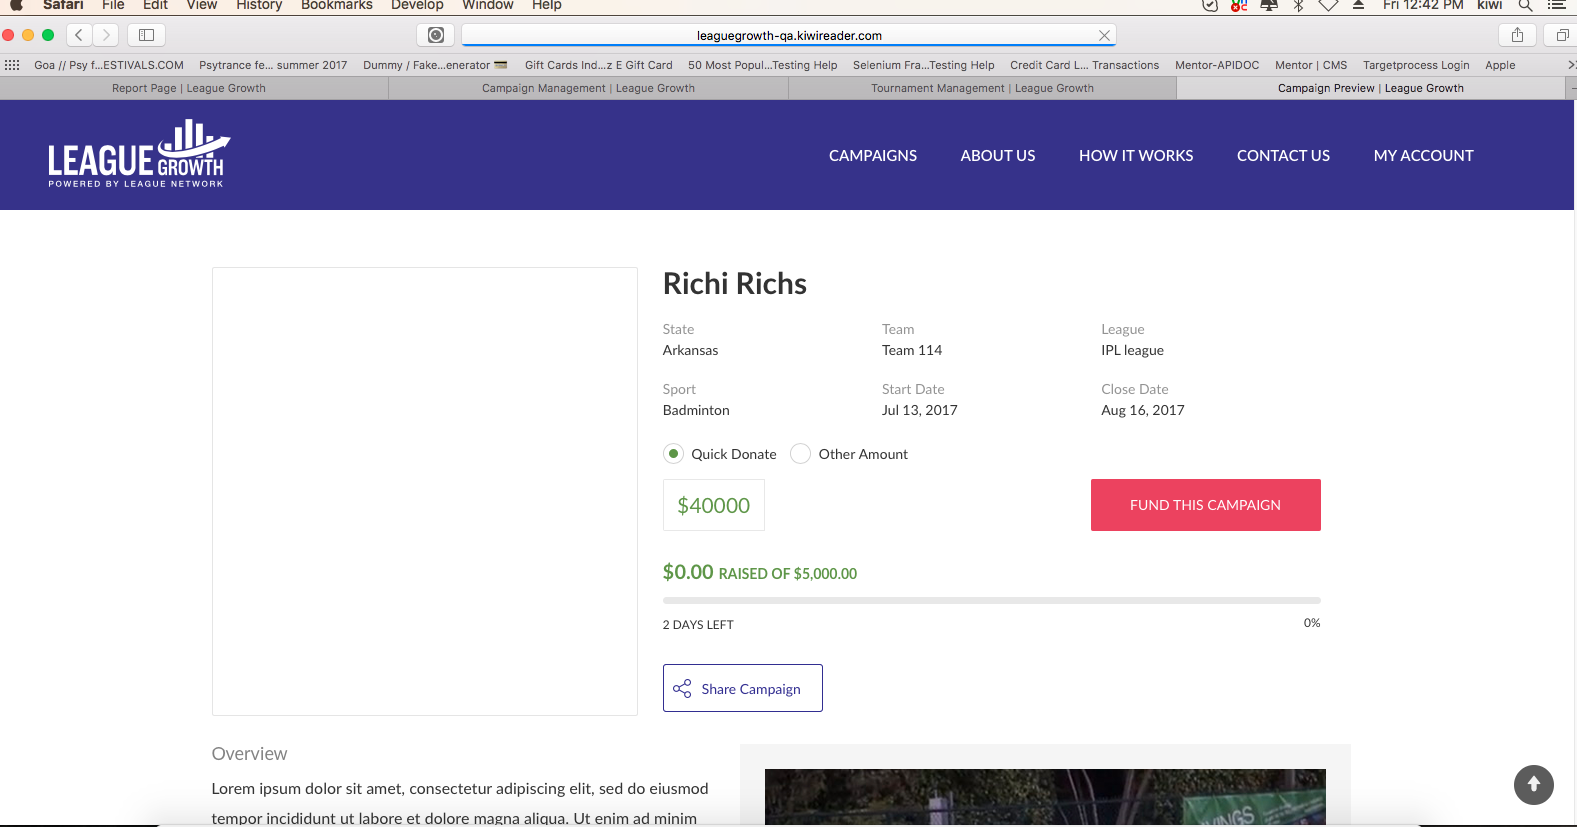 Safari File Edit View History Bookmarks Develop Window Help Fri 12:42 PM kiwi
leaguegrowth-qa.kiwireader.com
Goa // Psy f...ESTIVALS.COM Psytrance fe... summer 2017 Dummy / Fake...enerator Gift Cards Ind...z E Gift Card 50 Most Popul...Testing Help Selenium Fra...Testing Help Credit Card L... Transactions Mentor-APIDOC Mentor | CMS Targetprocess Login Apple
Report Page | League Growth Campaign Management | League Growth Tournament Management | League Growth Campaign Preview | League Growth
LEAGUE GROWTH
POWERED BY LEAGUE NETWORK
CAMPAIGNS ABOUT US HOW IT WORKS CONTACT US MY ACCOUNT
Richi Richs
State Team League
Arkansas Team 114 IPL league
Sport Start Date Close Date
Badminton Jul 13, 2017 Aug 16, 2017
Quick Donate Other Amount
$40000 FUND THIS CAMPAIGN
$0.00 RAISED OF $5,000.00
2 DAYS LEFT 0%
Share Campaign
Overview
Lorem ipsum dolor sit amet, consectetur adipiscing elit, sed do eiusmod
tempor incididunt ut labore et dolore magna aliqua. Ut enim ad minim